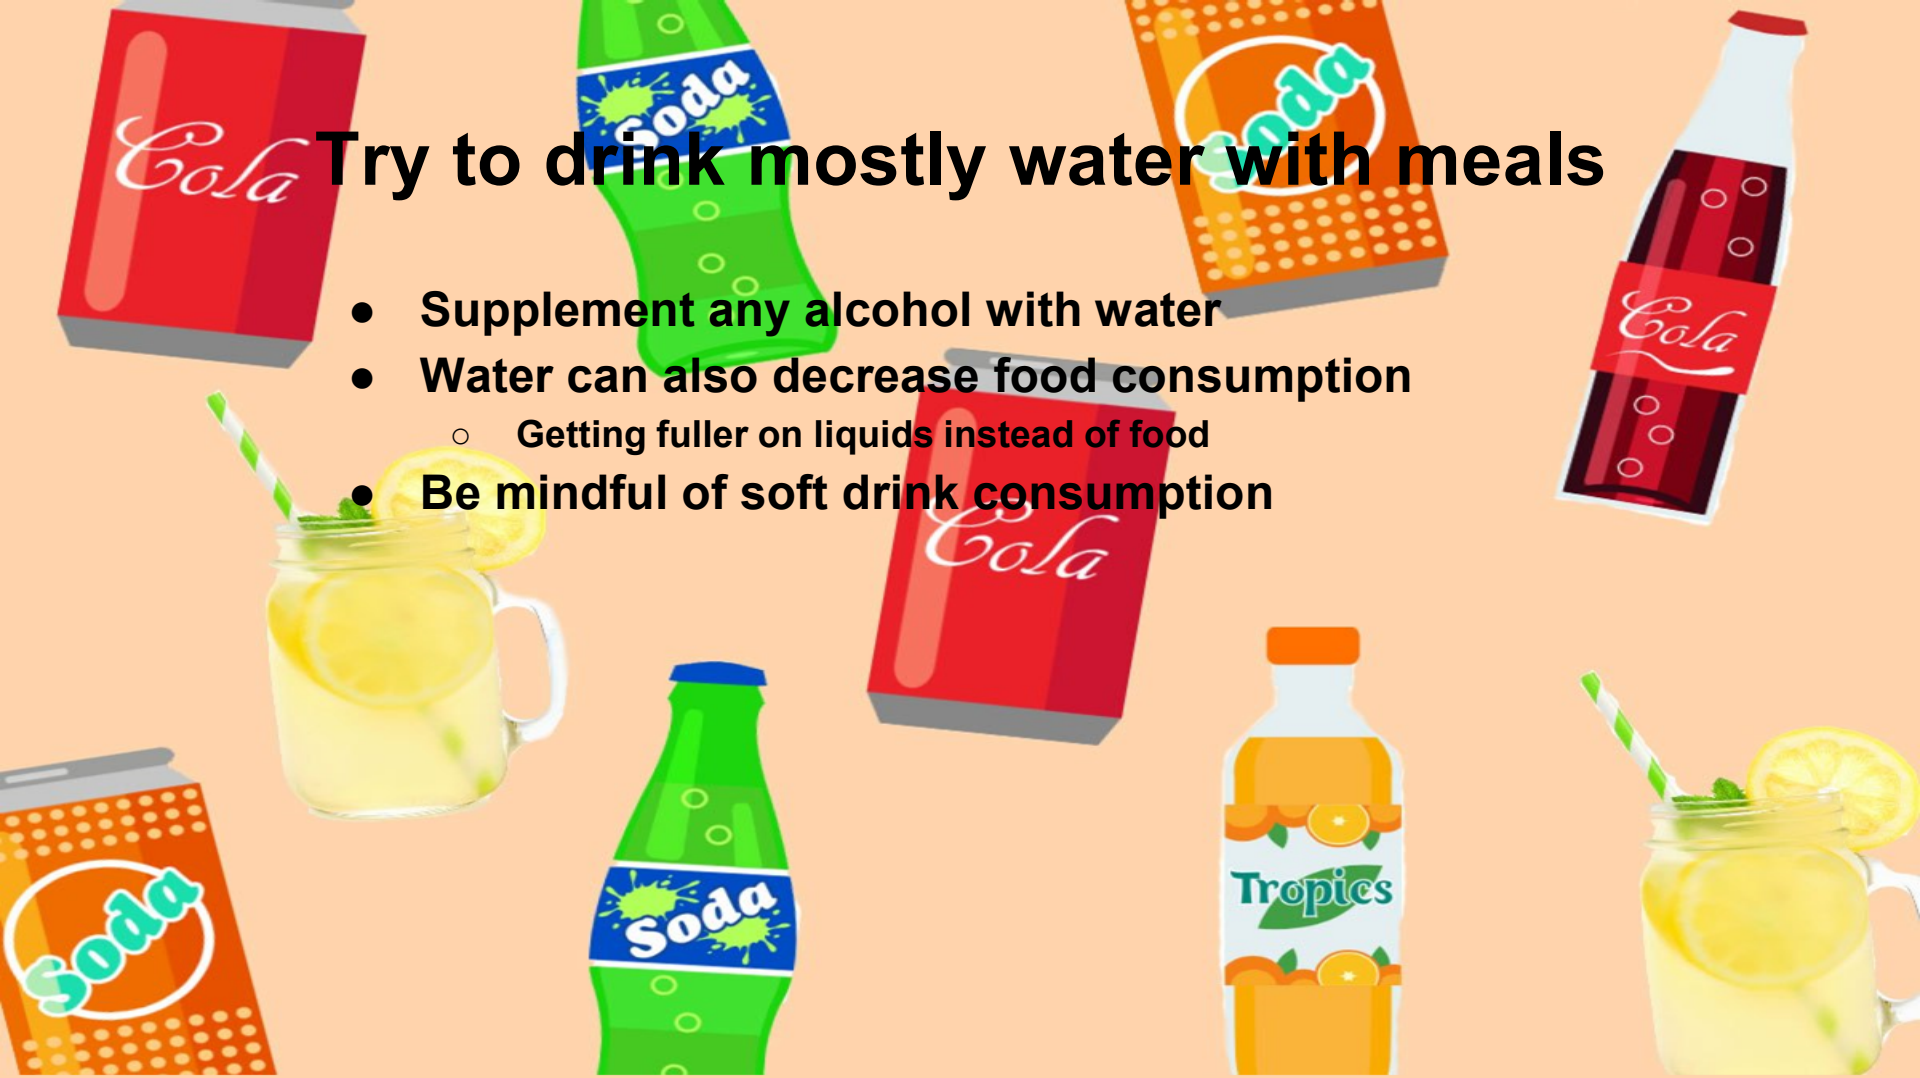 Cola
Soda
Soda
Try to drink mostly water with meals
● Supplement any alcohol with water
● Water can also decrease food consumption
○ Getting fuller on liquids instead of food
● Be mindful of soft drink consumption
Cola
Cola
Soda
Soda
Tropics